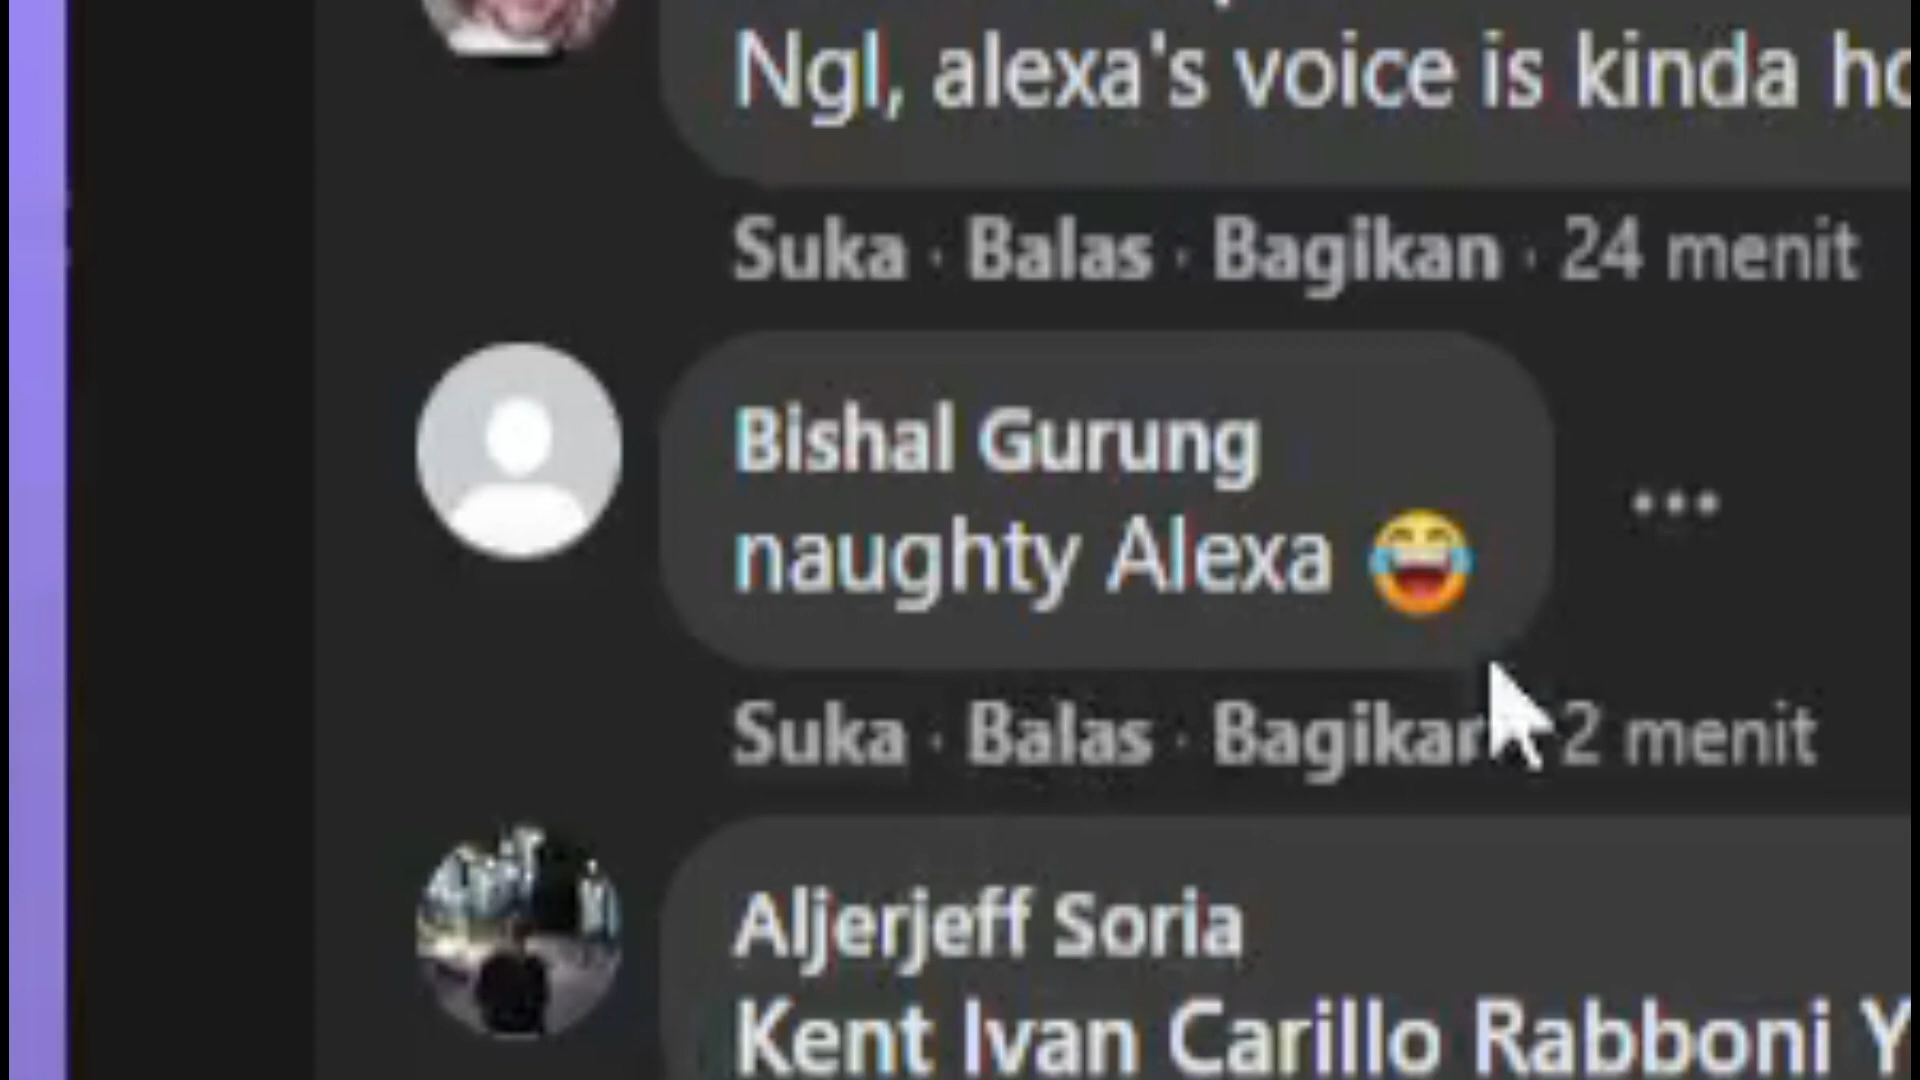 Ngl, alexa's voice is kinda
Suka · Balas · Bagikan · 24 menit
Bishal Gurung
naughty Alexa 😂
Suka · Balas · Bagikan 2 menit
Aljerjeff Soria
Kent Ivan Carillo Rabboni Y